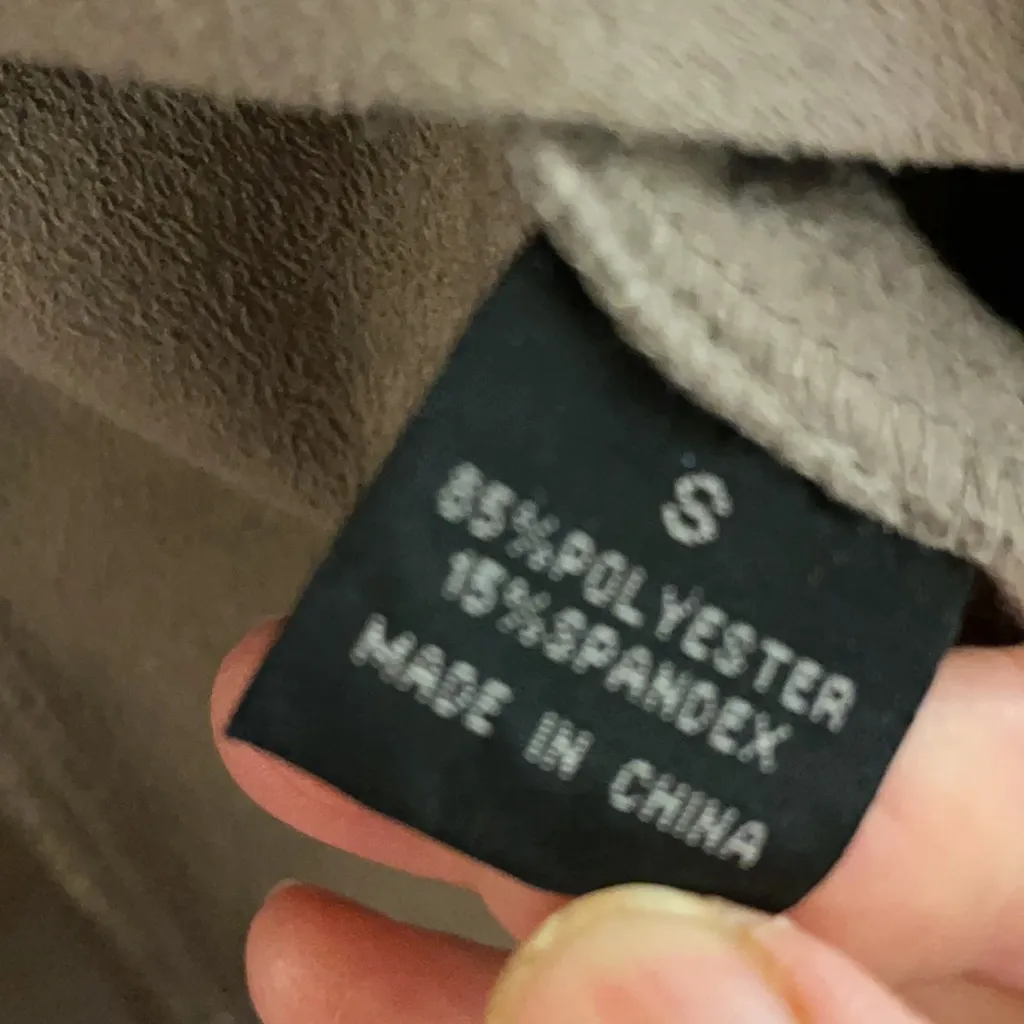 S
85%POLYESTER
15%SPANDEX
MADE IN CHINA